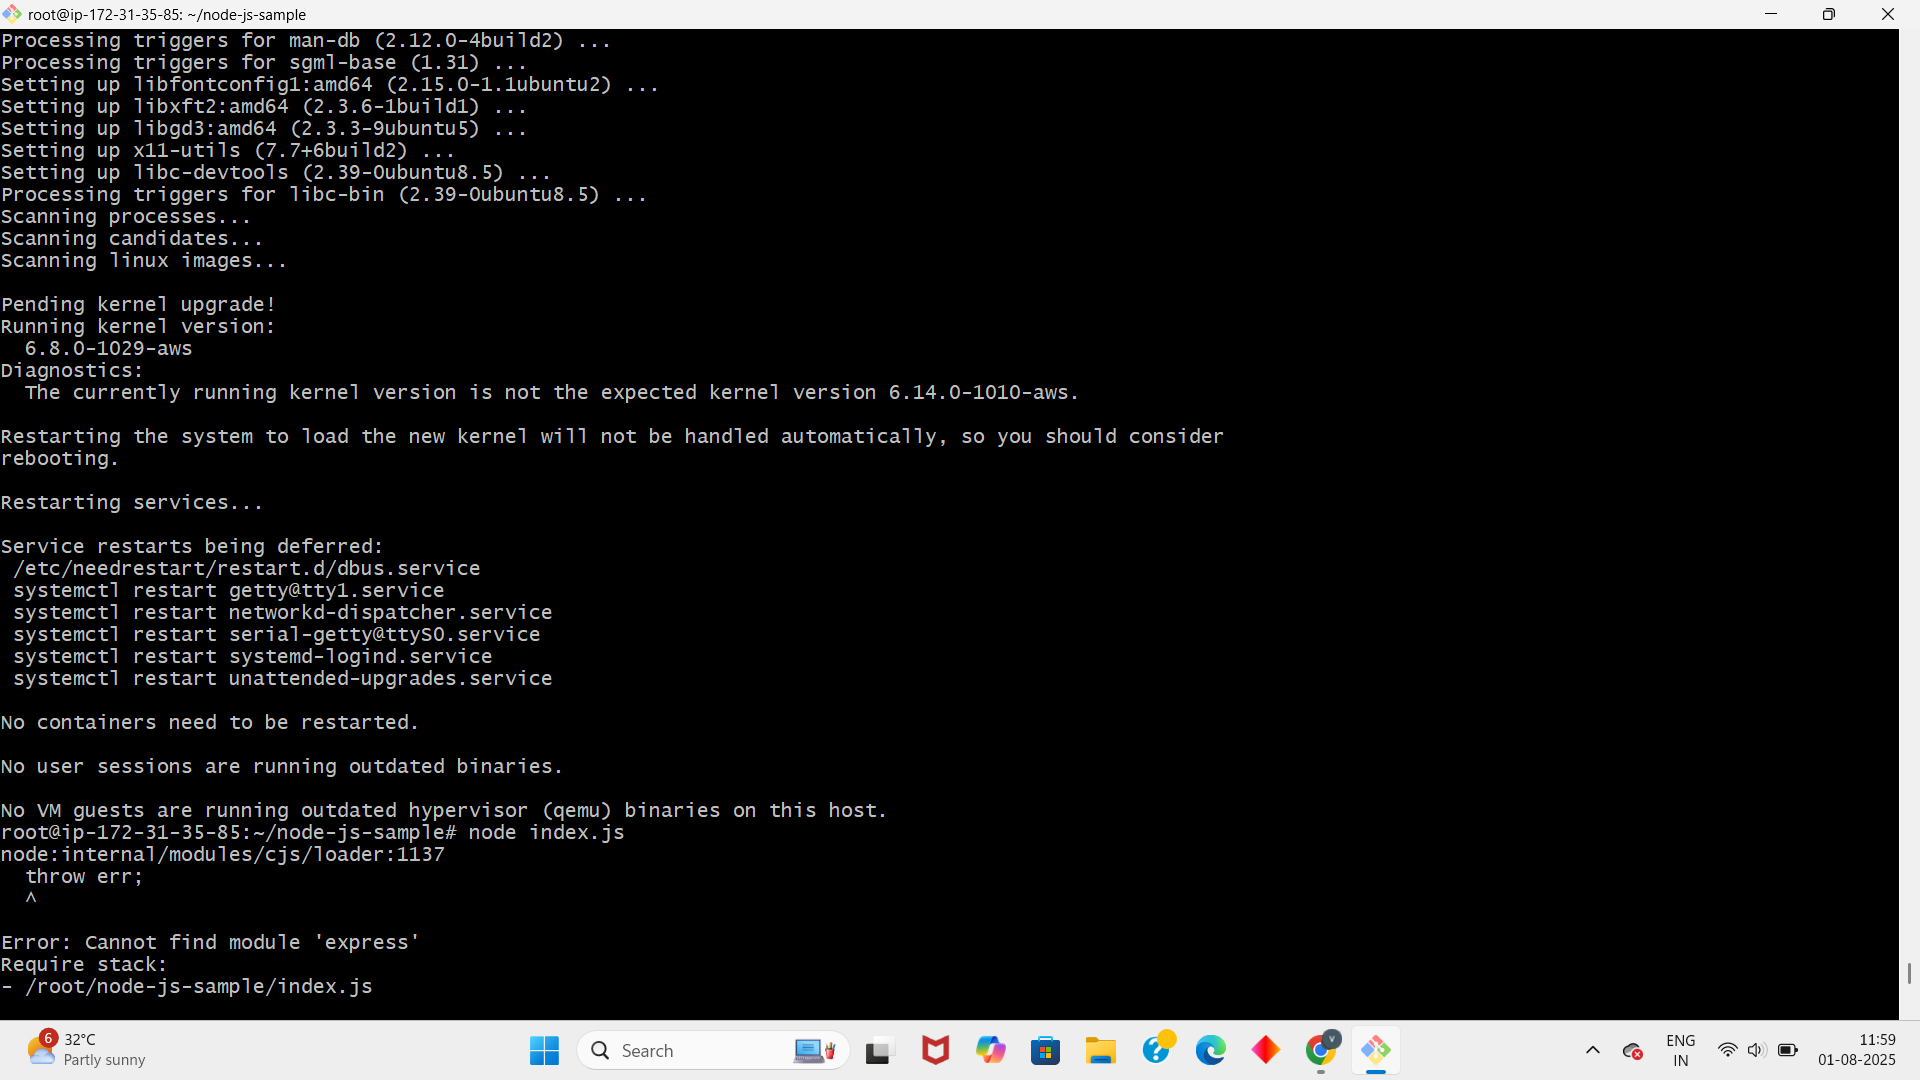 root@ip-172-31-35-85: ~/node-js-sample
Processing triggers for man-db (2.12.0-4build2) ...
Processing triggers for sgml-base (1.31) ...
Setting up libfontconfig1:amd64 (2.15.0-1.1ubuntu2) ...
Setting up libxft2:amd64 (2.3.6-1build1) ...
Setting up libgd3:amd64 (2.3.3-9ubuntu5) ...
Setting up x11-utils (7.7+6build2) ...
Setting up libc-devtools (2.39-0ubuntu8.5) ...
Processing triggers for libc-bin (2.39-0ubuntu8.5) ...
Scanning processes...
Scanning candidates...
Scanning linux images...
Pending kernel upgrade!
Running kernel version:
  6.8.0-1029-aws
Diagnostics:
  The currently running kernel version is not the expected kernel version 6.14.0-1010-aws.
Restarting the system to load the new kernel will not be handled automatically, so you should consider
rebooting.
Restarting services...
Service restarts being deferred:
 /etc/needrestart/restart.d/dbus.service
 systemctl restart getty@tty1.service
 systemctl restart networkd-dispatcher.service
 systemctl restart serial-getty@ttyS0.service
 systemctl restart systemd-logind.service
 systemctl restart unattended-upgrades.service
No containers need to be restarted.
No user sessions are running outdated binaries.
No VM guests are running outdated hypervisor (qemu) binaries on this host.
root@ip-172-31-35-85:~/node-js-sample# node index.js
node:internal/modules/cjs/loader:1137
  throw err;
  ^
Error: Cannot find module 'express'
Require stack:
- /root/node-js-sample/index.js
6
32°C
Partly sunny
Search
V
ENG
IN
11:59
01-08-2025